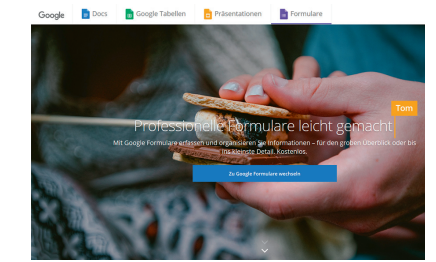 Google Docs Google Tabellen Präsentationen Formulare
Tom
Professionelle Formulare leicht gemacht
Mit Google Formulare erfassen und organisieren Sie Informationen – für den groben Überblick oder bis
ins kleinste Detail. Kostenlos.
Zu Google Formulare wechseln